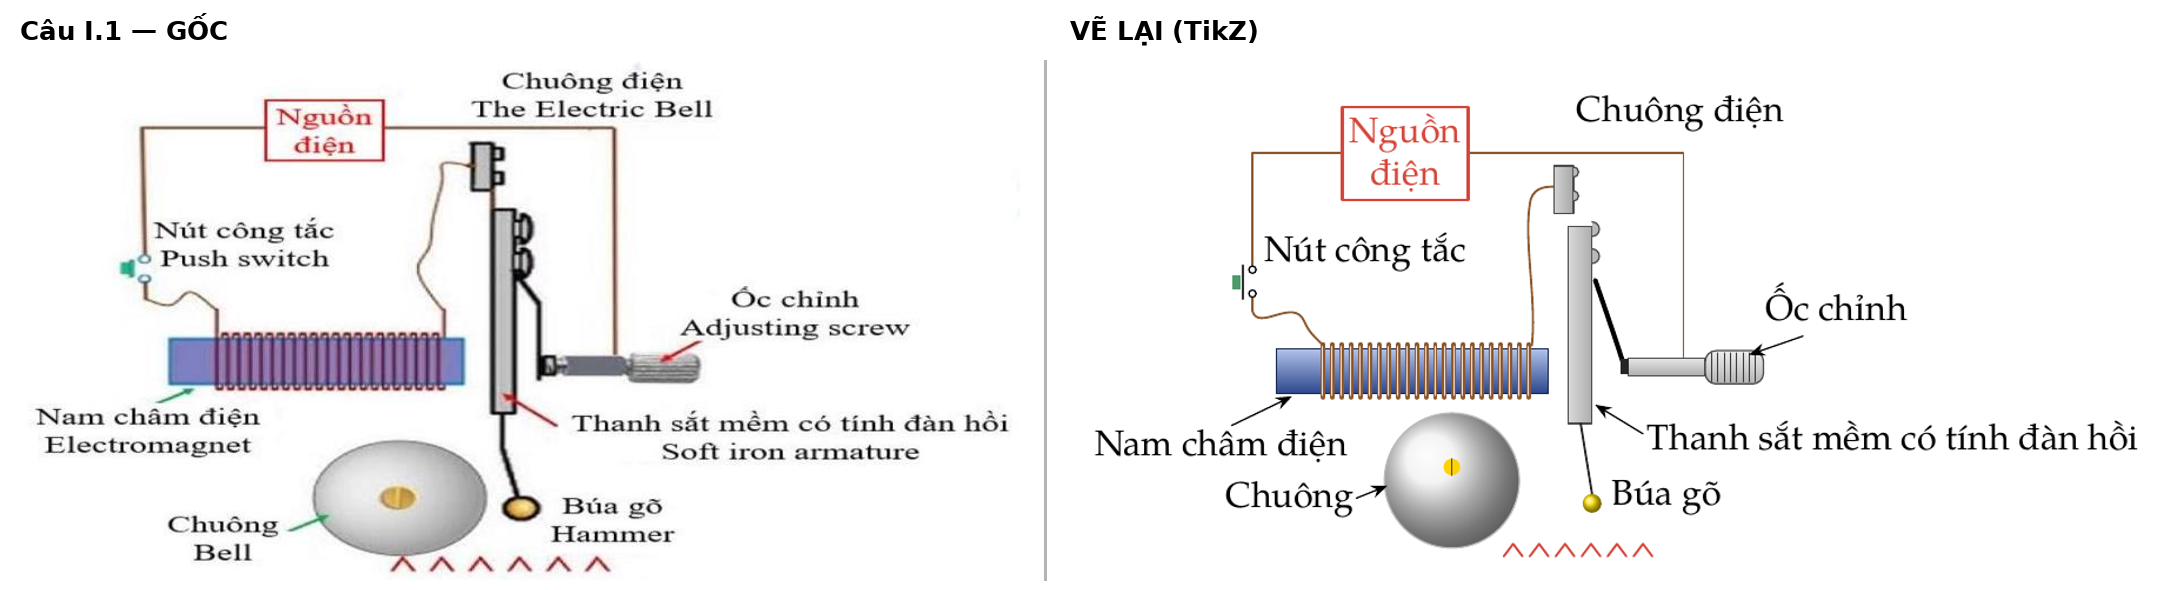 Câu I.1 — GỐC
Chuông điện
The Electric Bell
Nguồn
điện
Nút công tắc
Push switch
Ốc chỉnh
Adjusting screw
Nam châm điện
Electromagnet
Thanh sắt mềm có tính đàn hồi
Soft iron armature
Búa gõ
Hammer
Chuông
Bell
VẼ LẠI (TikZ)
Chuông điện
Nguồn
điện
Nút công tắc
Ốc chỉnh
Nam châm điện
Thanh sắt mềm có tính đàn hồi
Chuông
Búa gõ